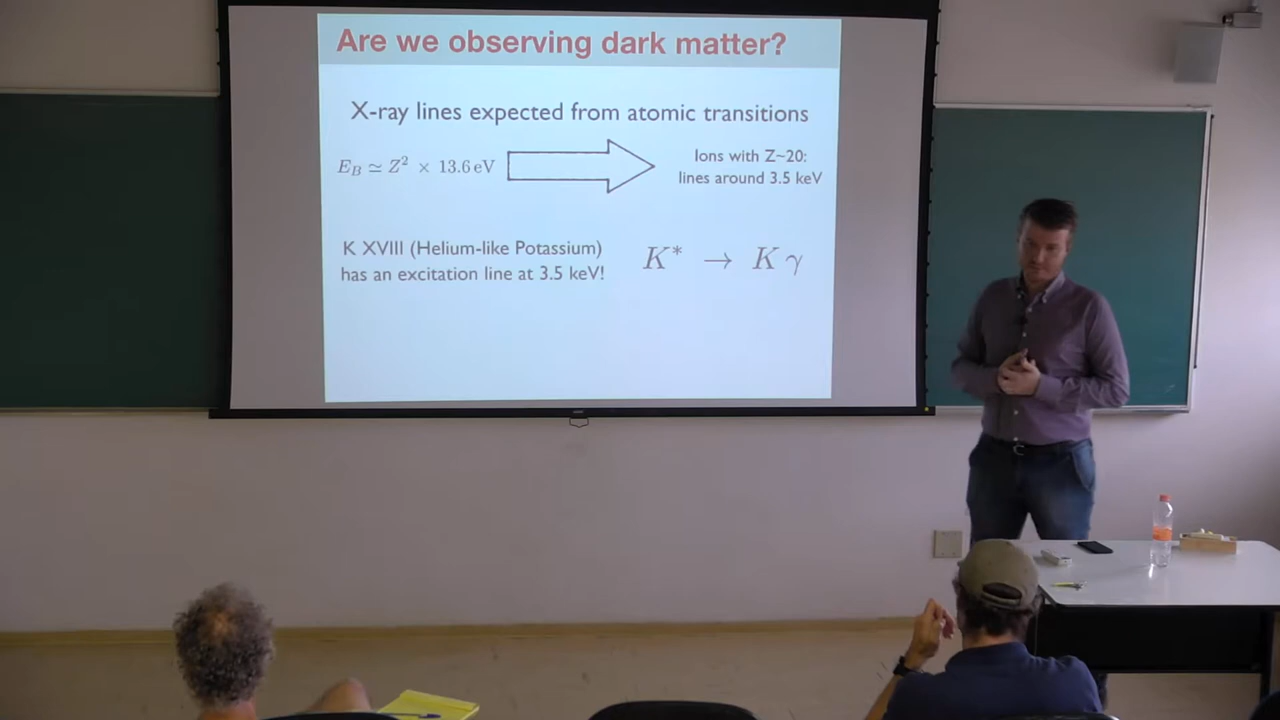 Are we observing dark matter?
X-ray lines expected from atomic transitions
E_B ≃ Z² × 13.6 eV
Ions with Z~20:
lines around 3.5 keV
K XVIII (Helium-like Potassium)
has an excitation line at 3.5 keV!
K* → K γ